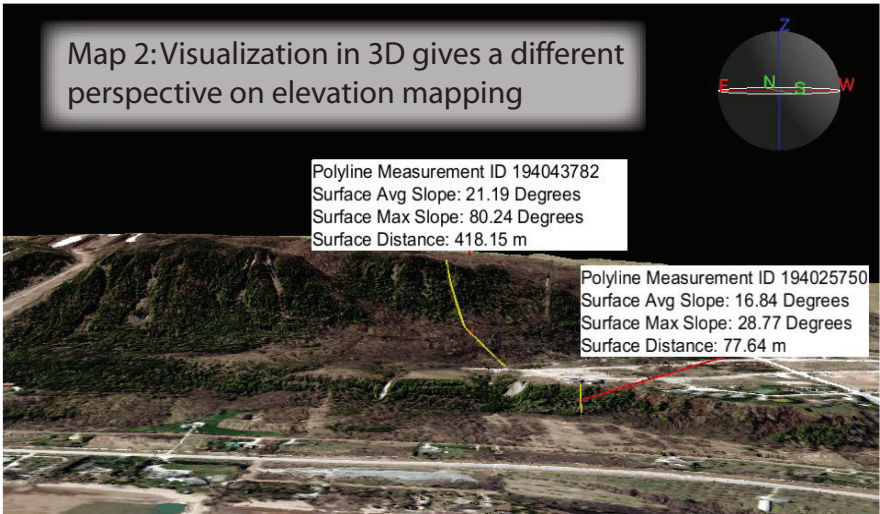 Map 2: Visualization in 3D gives a different
perspective on elevation mapping
Z
E N S W
Polyline Measurement ID 194043782
Surface Avg Slope: 21.19 Degrees
Surface Max Slope: 80.24 Degrees
Surface Distance: 418.15 m
Polyline Measurement ID 194025750
Surface Avg Slope: 16.84 Degrees
Surface Max Slope: 28.77 Degrees
Surface Distance: 77.64 m